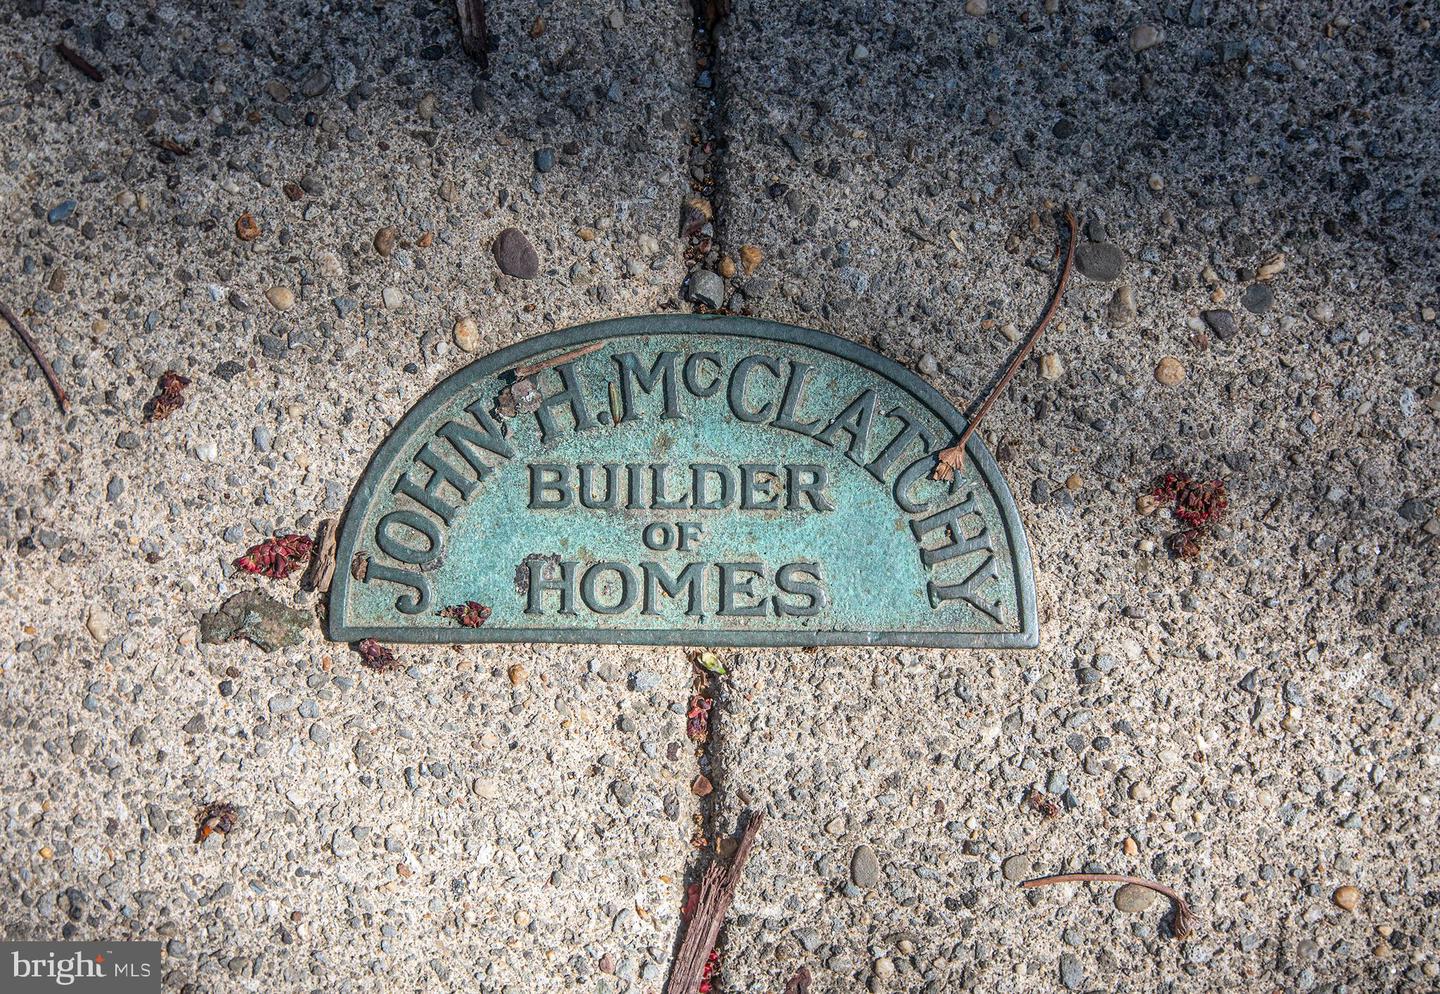 JOHN H. McCLATCHY
BUILDER
OF
HOMES
bright MLS